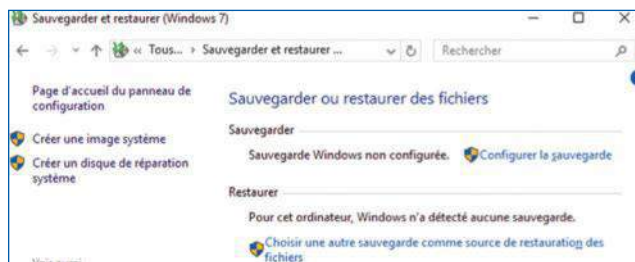 Sauvegarder et restaurer (Windows 7)
« Tous... › Sauvegarder et restaurer ...
Rechercher
Page d'accueil du panneau de
configuration
Créer une image système
Créer un disque de réparation
système
Sauvegarder ou restaurer des fichiers
Sauvegarder
Sauvegarde Windows non configurée. Configurer la sauvegarde
Restaurer
Pour cet ordinateur, Windows n'a détecté aucune sauvegarde.
Choisir une autre sauvegarde comme source de restauration des
fichiers